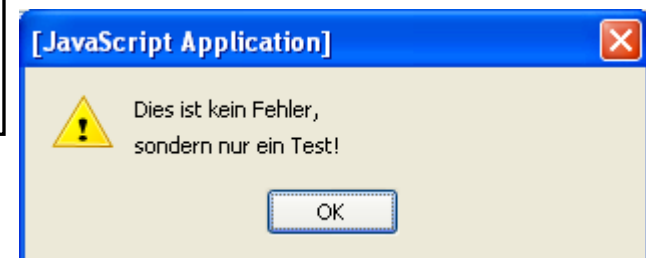 [JavaScript Application]
Dies ist kein Fehler,
sondern nur ein Test!
OK